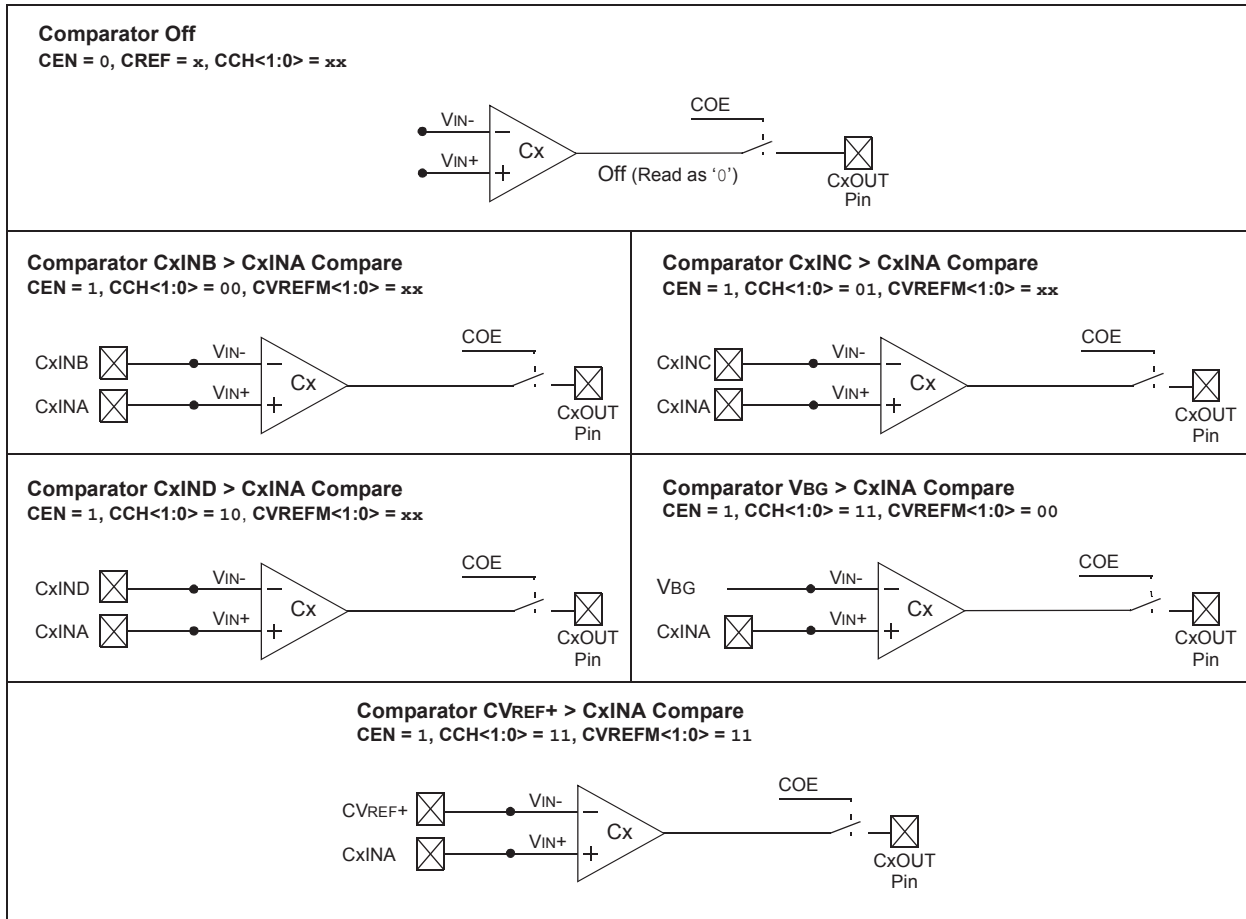 Comparator Off
CEN = 0, CREF = x, CCH<1:0> = xx
COE
VIN-
VIN+
Cx
Off (Read as ‘0’)
CxOUT
Pin
Comparator CxINB > CxINA Compare
CEN = 1, CCH<1:0> = 00, CVREFM<1:0> = xx
COE
CxINB
VIN-
Cx
CxINA
VIN+
CxOUT
Pin
Comparator CxINC > CxINA Compare
CEN = 1, CCH<1:0> = 01, CVREFM<1:0> = xx
COE
CxINC
VIN-
Cx
CxINA
VIN+
CxOUT
Pin
Comparator CxIND > CxINA Compare
CEN = 1, CCH<1:0> = 10, CVREFM<1:0> = xx
COE
CxIND
VIN-
Cx
CxINA
VIN+
CxOUT
Pin
Comparator VBG > CxINA Compare
CEN = 1, CCH<1:0> = 11, CVREFM<1:0> = 00
COE
VBG
VIN-
Cx
CxINA
VIN+
CxOUT
Pin
Comparator CVREF+ > CxINA Compare
CEN = 1, CCH<1:0> = 11, CVREFM<1:0> = 11
COE
CVREF+
VIN-
Cx
CxINA
VIN+
CxOUT
Pin